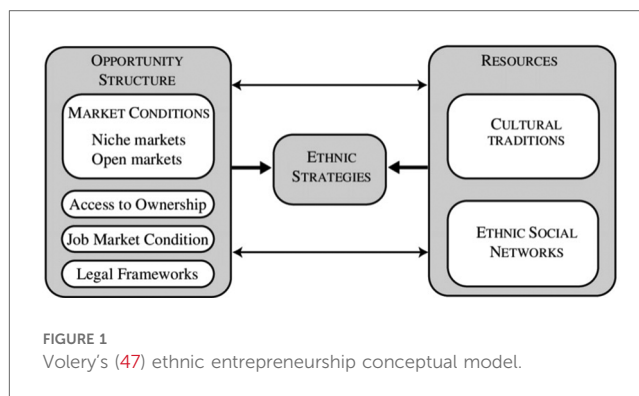 OPPORTUNITY
STRUCTURE
MARKET CONDITIONS
Niche markets
Open markets
Access to Ownership
Job Market Condition
Legal Frameworks
ETHNIC
STRATEGIES
RESOURCES
CULTURAL
TRADITIONS
ETHNIC SOCIAL
NETWORKS
FIGURE 1
Volery's (47) ethnic entrepreneurship conceptual model.